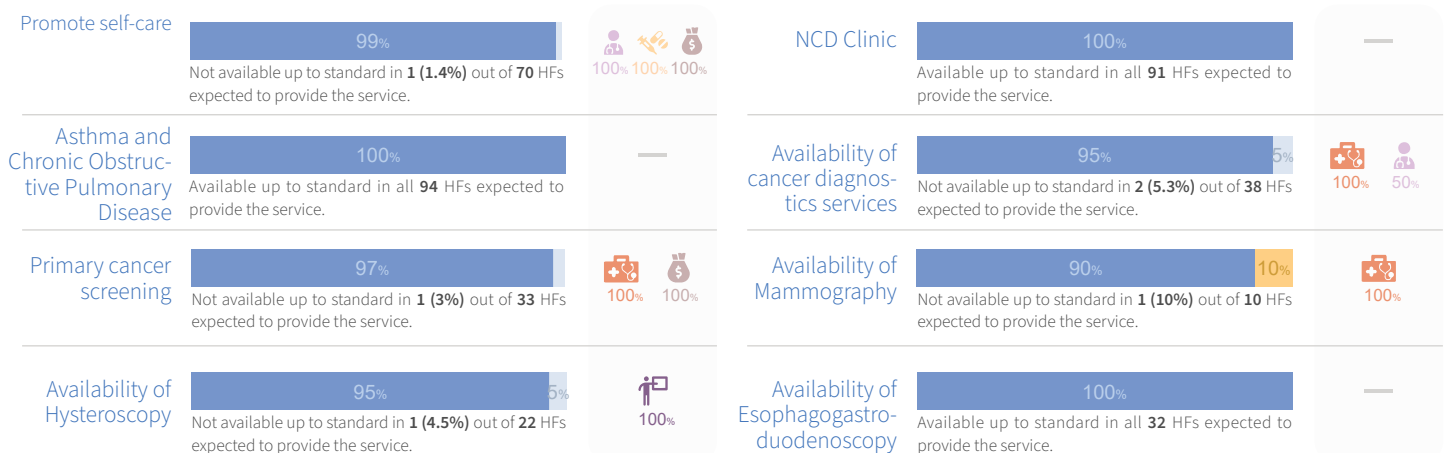 Promote self-care
99%
Not available up to standard in 1 (1.4%) out of 70 HFs
expected to provide the service.
100% 100% 100%
Asthma and
Chronic Obstruc-
tive Pulmonary
Disease
100%
Available up to standard in all 94 HFs expected to
provide the service.
Primary cancer
screening
97%
Not available up to standard in 1 (3%) out of 33 HFs
expected to provide the service.
100% 100%
Availability of
Hysteroscopy
95% 5%
Not available up to standard in 1 (4.5%) out of 22 HFs
expected to provide the service.
100%
NCD Clinic
100%
Available up to standard in all 91 HFs expected to
provide the service.
Availability of
cancer diagnos-
tics services
95% 5%
Not available up to standard in 2 (5.3%) out of 38 HFs
expected to provide the service.
100% 50%
Availability of
Mammography
90% 10%
Not available up to standard in 1 (10%) out of 10 HFs
expected to provide the service.
100%
Availability of
Esophagogastro-
duodenoscopy
100%
Available up to standard in all 32 HFs expected to
provide the service.